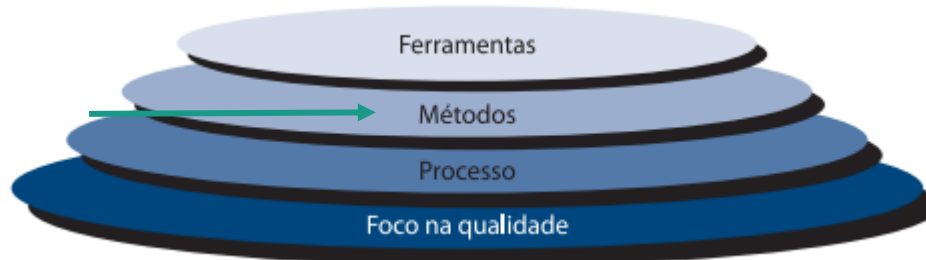 Ferramentas
Métodos
Processo
Foco na qualidade